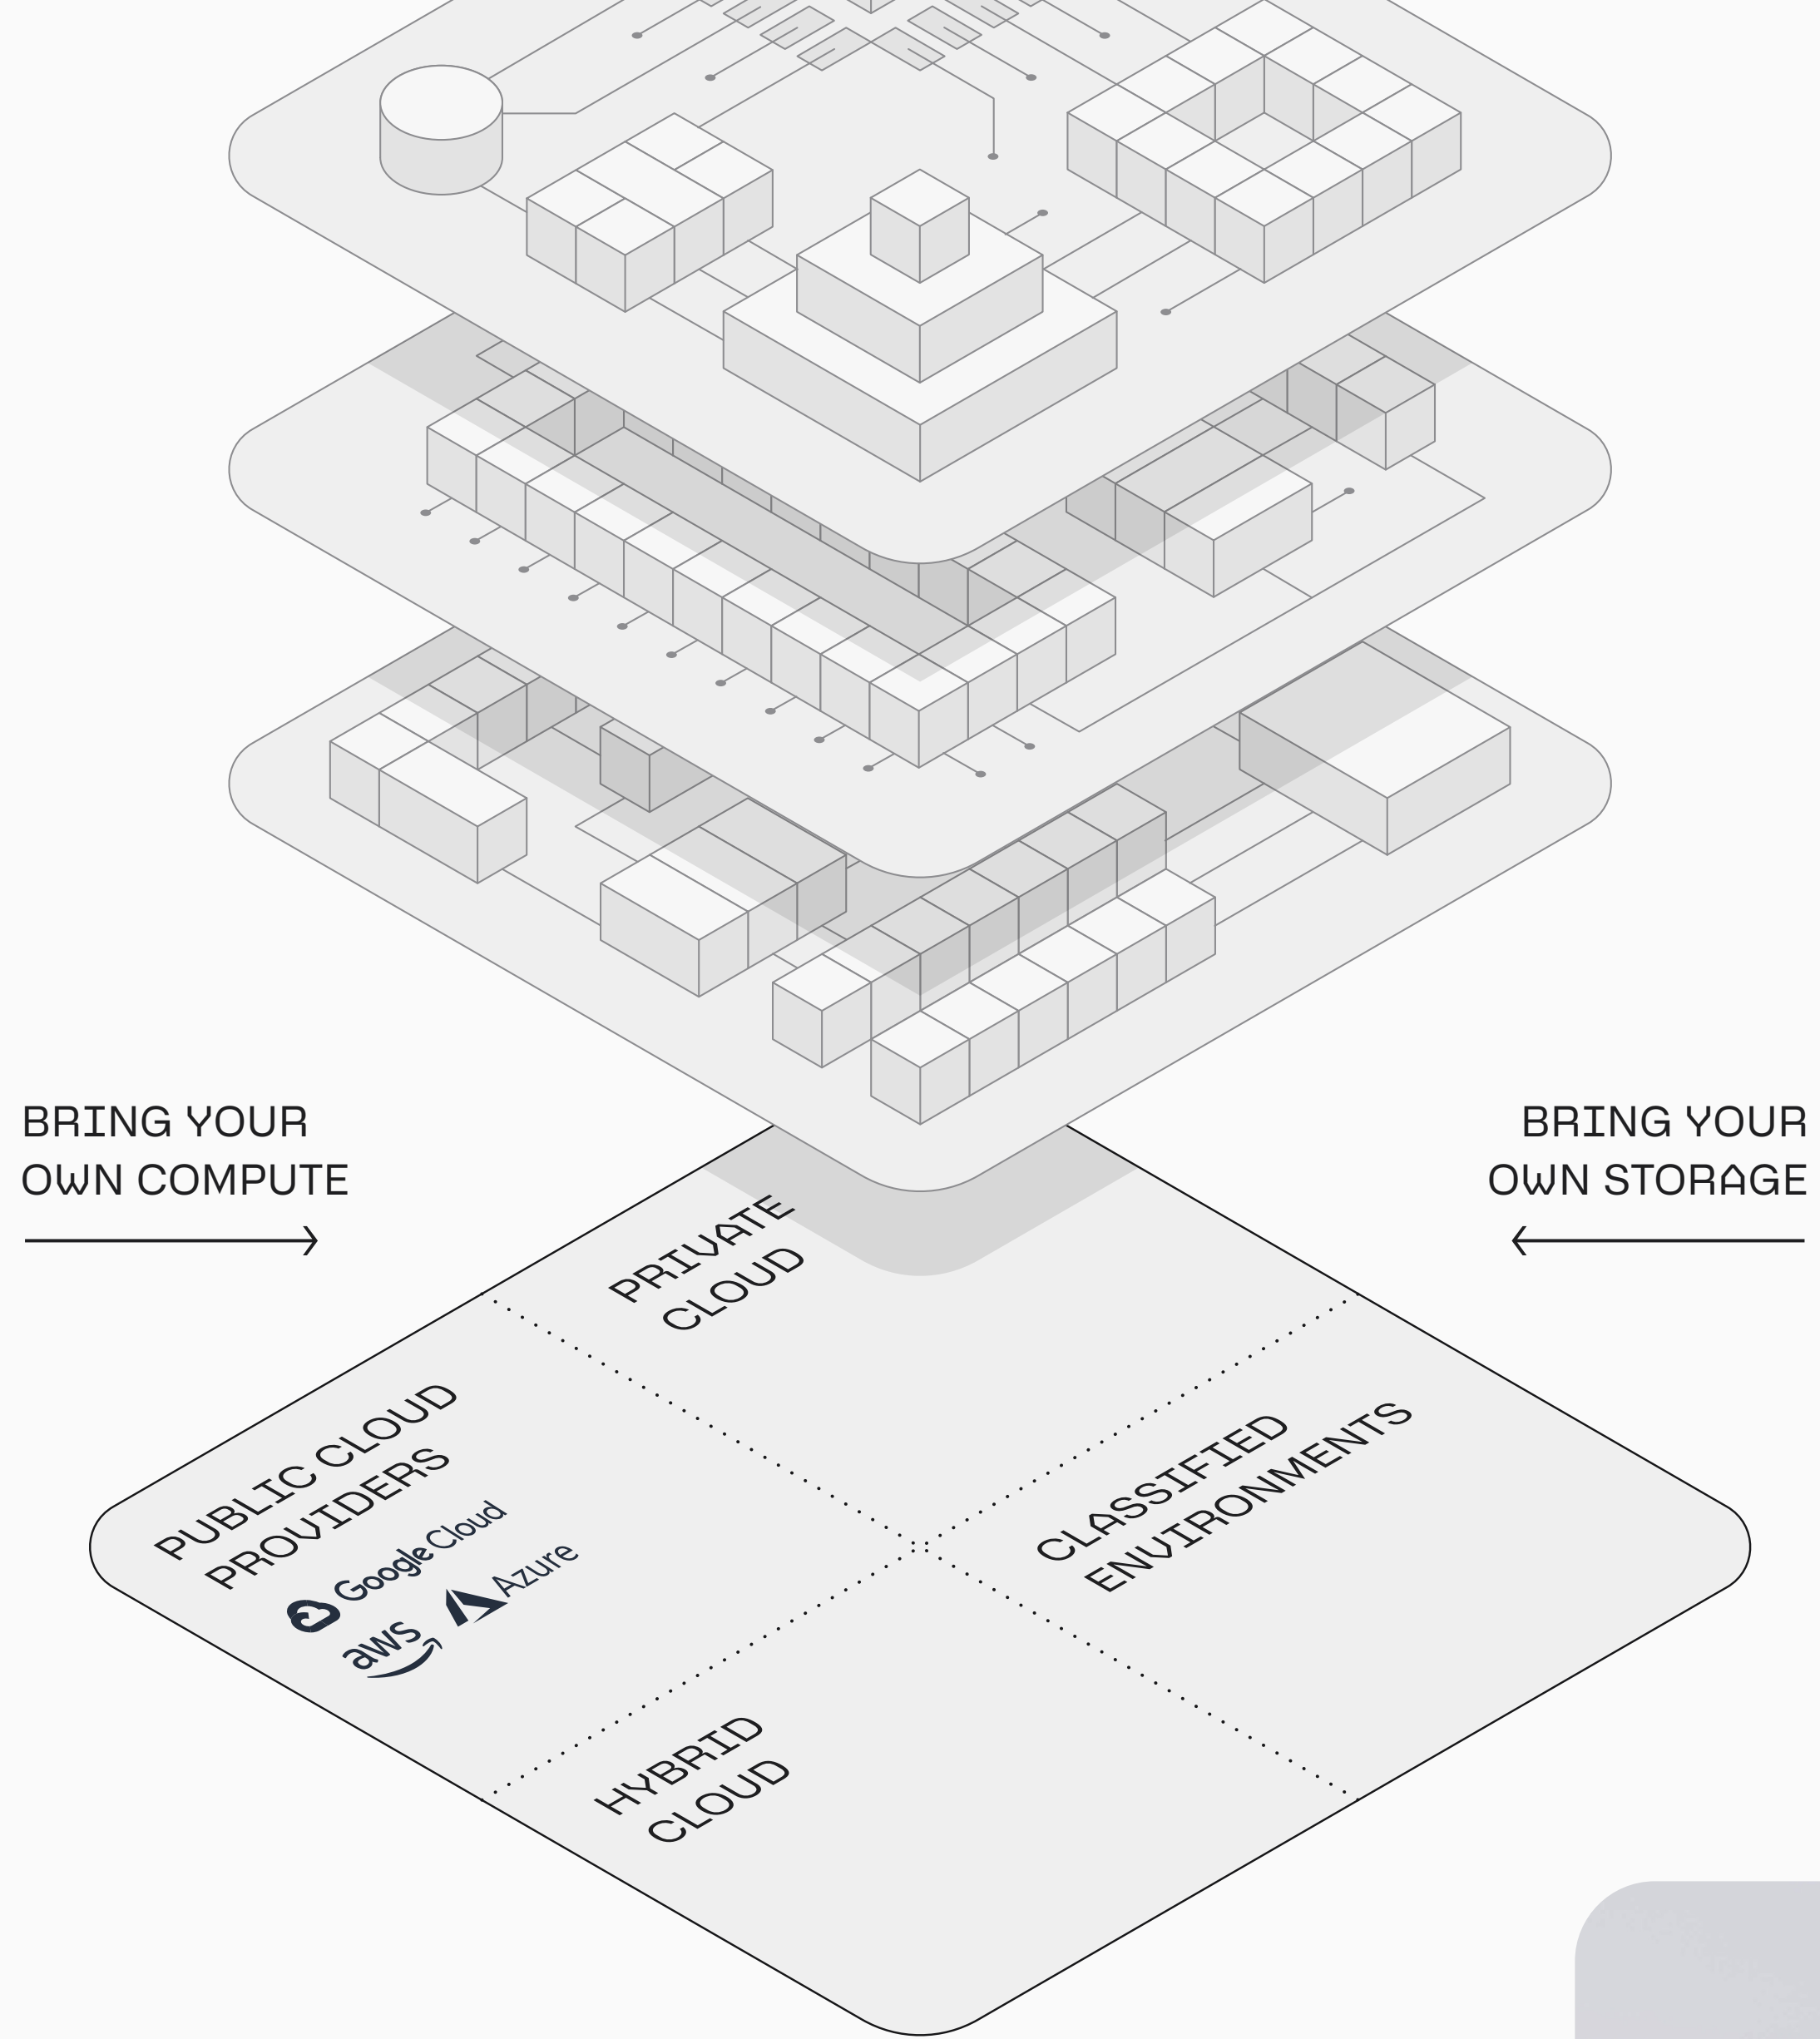 BRING YOUR
OWN COMPUTE
BRING YOUR
OWN STORAGE
PRIVATE
CLOUD
PUBLIC CLOUD
PROVIDERS
Google Cloud
aws
Azure
CLASSIFIED
ENVIRONMENTS
HYBRID
CLOUD